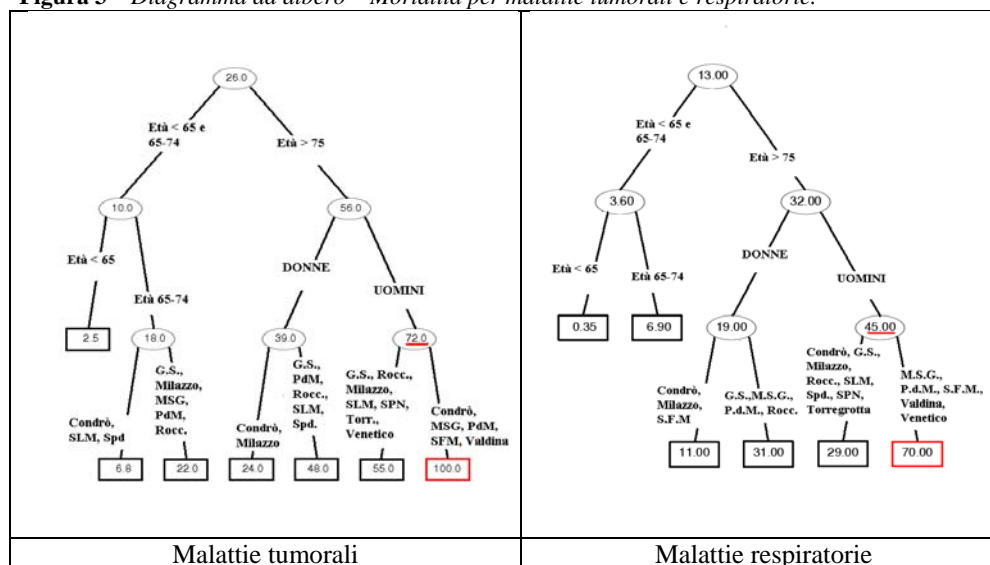 Figura 3 – Diagramma ad albero – Mortalità per malattie tumorali e respiratorie.
26.0
Età < 65 e
65-74
Età > 75
10.0
56.0
Età < 65
Età 65-74
DONNE
UOMINI
2.5
18.0
39.0
72.0
Condrò,
SLM, Spd
G.S.,
Milazzo,
MSG,
PdM,
Rocc.
Condrò,
Milazzo
G.S.,
PdM,
Rocc.,
SLM,
Spd.
G.S., Rocc.,
Milazzo,
SLM, SPN,
Torr.,
Venetico
Condrò,
MSG, PdM,
SFM, Valdina
6.8
22.0
24.0
48.0
55.0
100.0
Malattie tumorali
13.00
Età < 65 e
65-74
Età > 75
3.60
32.00
Età < 65
Età 65-74
DONNE
UOMINI
0.35
6.90
19.00
45.00
Condrò,
Milazzo,
S.F.M
G.S.,M.S.G.,
P.d.M., Rocc.
Condrò, G.S.,
Milazzo,
Rocc., SLM,
Spd., SPN,
Torregrotta
M.S.G.,
P.d.M., S.F.M.,
Valdina,
Venetico
11.00
31.00
29.00
70.00
Malattie respiratorie